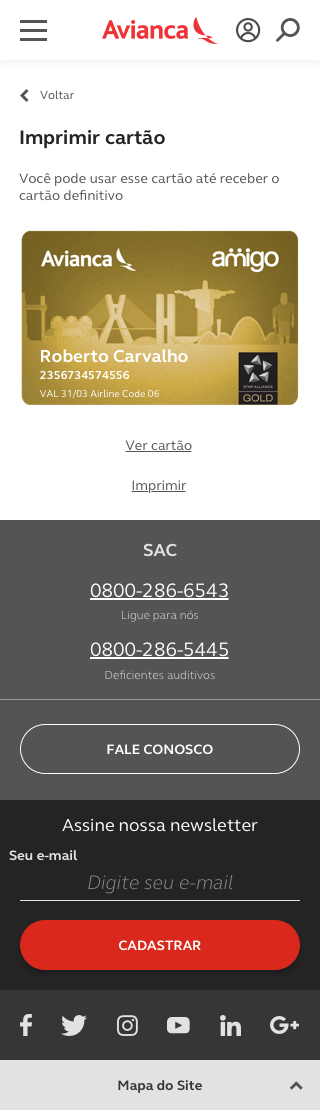 Avianca
Voltar
Imprimir cartão
Você pode usar esse cartão até receber o
cartão definitivo
Avianca
amigo
Roberto Carvalho
2356734574556
VAL 31/03 Airline Code 06
STAR ALLIANCE
GOLD
Ver cartão
Imprimir
SAC
0800-286-6543
Ligue para nós
0800-286-5445
Deficientes auditivos
FALE CONOSCO
Assine nossa newsletter
Seu e-mail
Digite seu e-mail
CADASTRAR
Mapa do Site